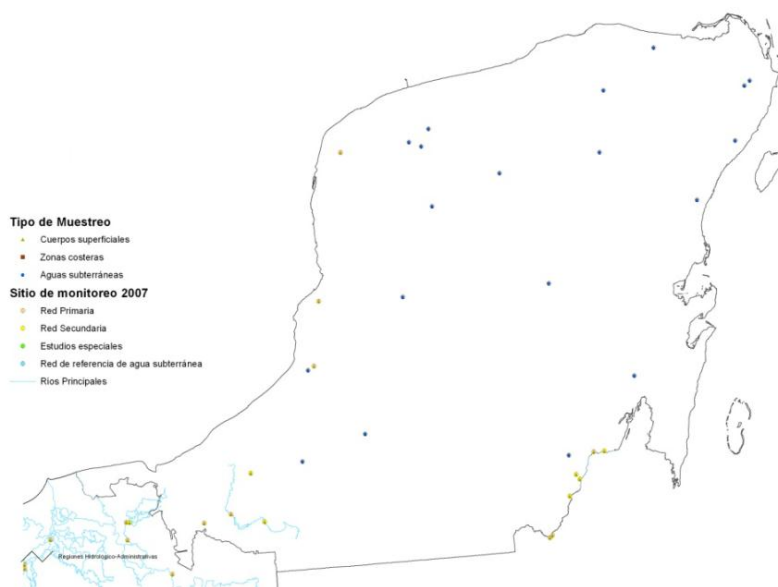 Tipo de Muestreo
Cuerpos superficiales
Zonas costeras
Aguas subterráneas
Sitio de monitoreo 2007
Red Primaria
Red Secundaria
Estudios especiales
Red de referencia de agua subterránea
Ríos Principales
Regiones Hidrológico-Administrativas